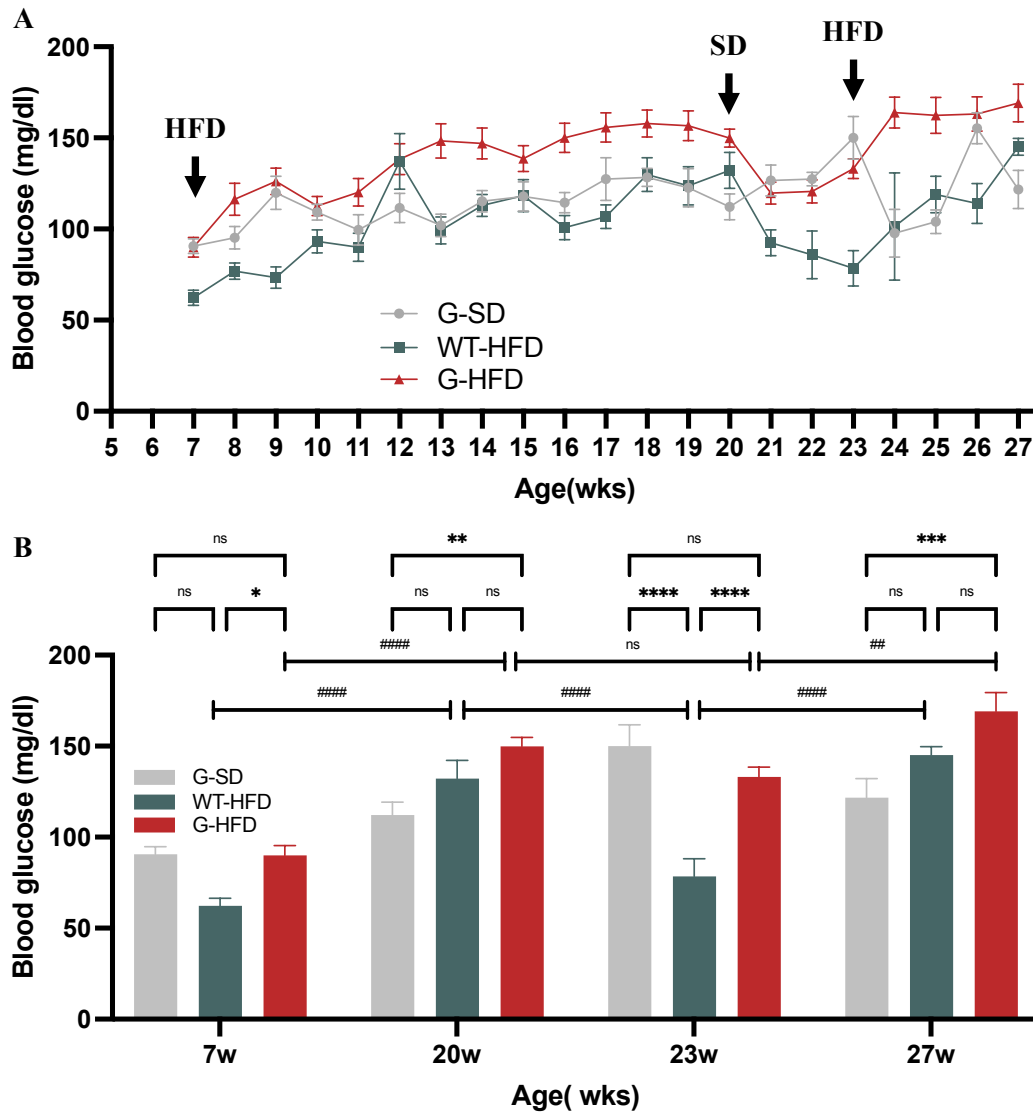 A
HFD
SD
HFD
Blood glucose (mg/dl)
200
150
100
50
0
G-SD
WT-HFD
G-HFD
5 6 7 8 9 10 11 12 13 14 15 16 17 18 19 20 21 22 23 24 25 26 27
Age(wks)
B
ns ** ns ***
ns * ns ns **** **** ns ns
#### ns ##
#### #### ####
Blood glucose (mg/dl)
200
150
100
50
0
G-SD
WT-HFD
G-HFD
7w 20w 23w 27w
Age( wks)